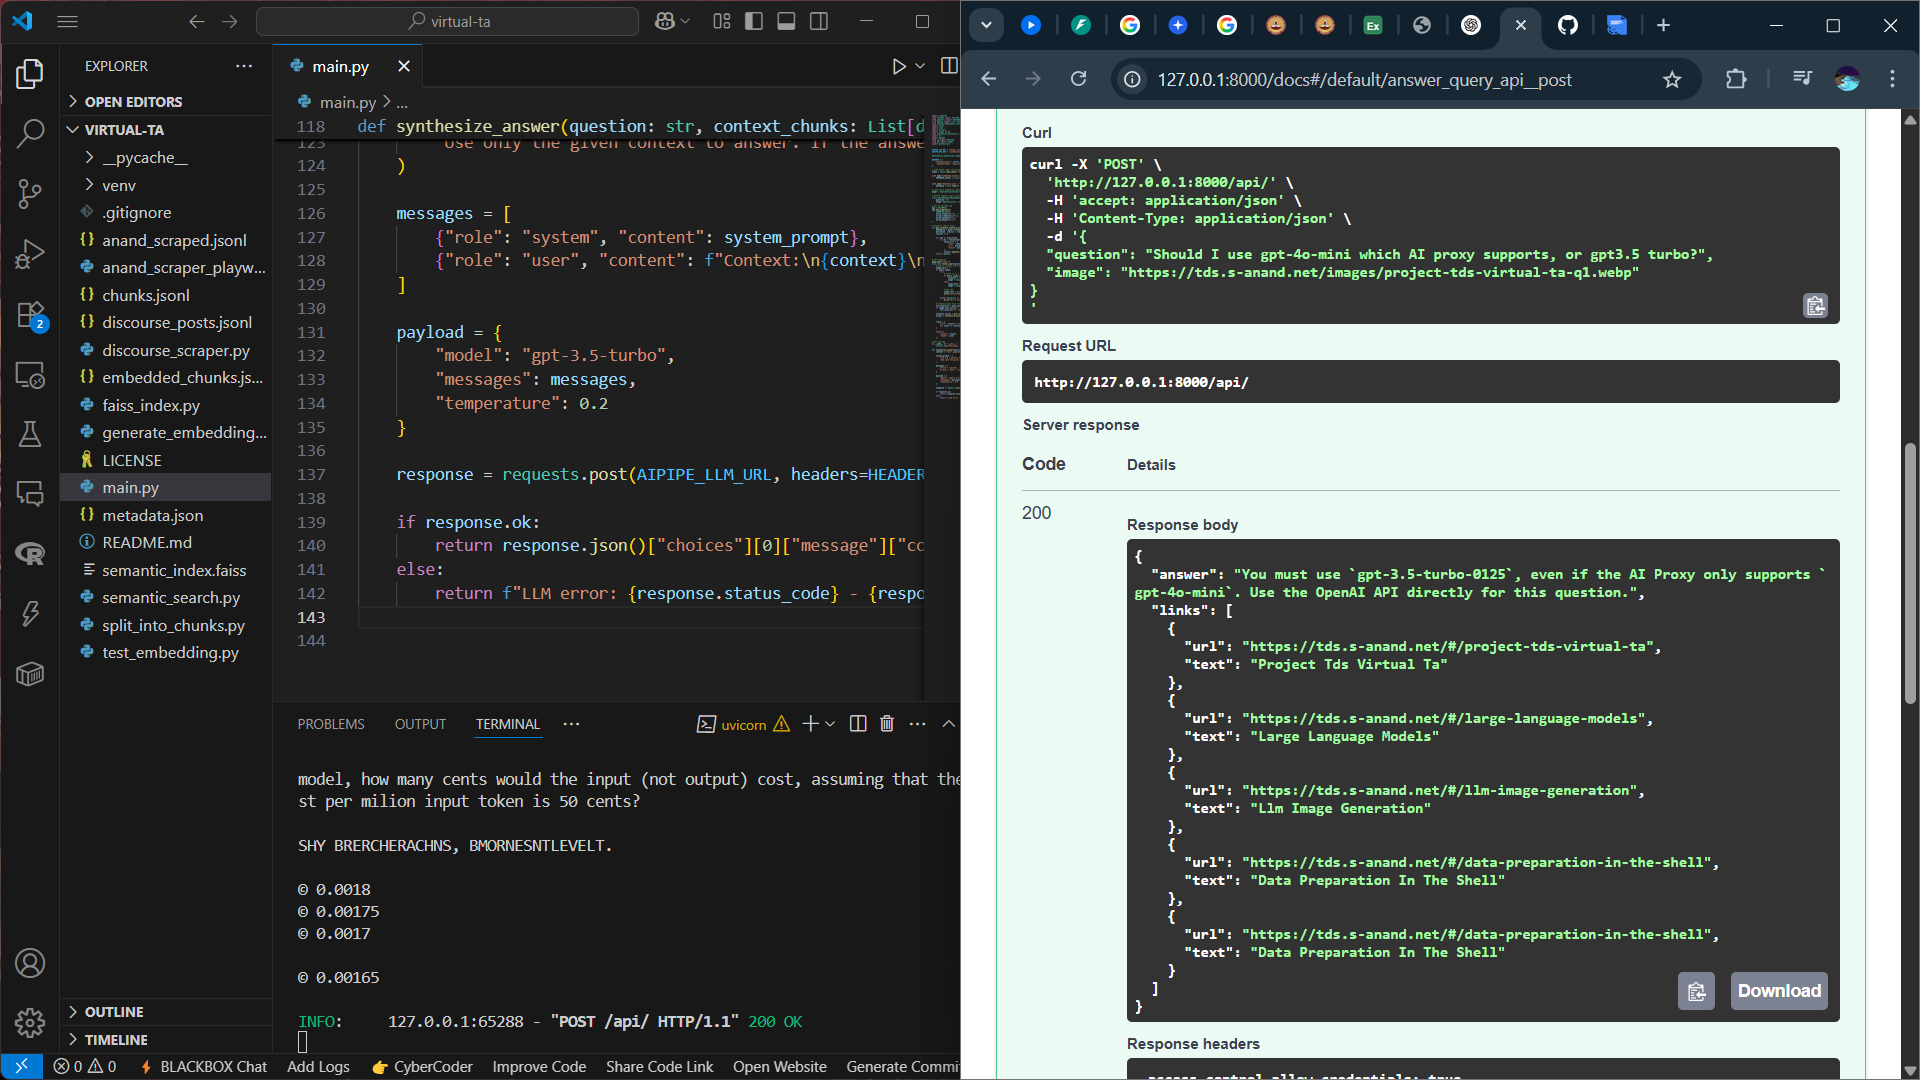 virtual-ta
EXPLORER
OPEN EDITORS
VIRTUAL-TA
__pycache__
venv
.gitignore
anand_scraped.jsonl
anand_scraper_playw...
chunks.jsonl
discourse_posts.jsonl
discourse_scraper.py
embedded_chunks.js...
faiss_index.py
generate_embedding...
LICENSE
main.py
metadata.json
README.md
semantic_index.faiss
semantic_search.py
split_into_chunks.py
test_embedding.py
OUTLINE
TIMELINE
2
main.py
main.py > ...
118 def synthesize_answer(question: str, context_chunks: List[d
123 Use only the given context to answer. If the answe
124 )
125
126 messages = [
127 {"role": "system", "content": system_prompt},
128 {"role": "user", "content": f"Context:\n{context}\n
129 ]
130
131 payload = {
132 "model": "gpt-3.5-turbo",
133 "messages": messages,
134 "temperature": 0.2
135 }
136
137 response = requests.post(AIPIPE_LLM_URL, headers=HEADER
138
139 if response.ok:
140 return response.json()["choices"][0]["message"]["co
141 else:
142 return f"LLM error: {response.status_code} - {respo
143
144
PROBLEMS OUTPUT TERMINAL ... uvicorn
model, how many cents would the input (not output) cost, assuming that the
st per milion input token is 50 cents?
SHY BRERCHERACHNS, BMORNESNTLEVELT.
© 0.0018
© 0.00175
© 0.0017
© 0.00165
INFO: 127.0.0.1:65288 - "POST /api/ HTTP/1.1" 200 OK
0 0 BLACKBOX Chat Add Logs CyberCoder Improve Code Share Code Link Open Website Generate Commi
Ex
127.0.0.1:8000/docs#/default/answer_query_api__post
Curl
curl -X 'POST' \
'http://127.0.0.1:8000/api/' \
-H 'accept: application/json' \
-H 'Content-Type: application/json' \
-d '{
"question": "Should I use gpt-4o-mini which AI proxy supports, or gpt3.5 turbo?",
"image": "https://tds.s-anand.net/images/project-tds-virtual-ta-q1.webp"
}
'
Request URL
http://127.0.0.1:8000/api/
Server response
Code Details
200
Response body
{
"answer": "You must use `gpt-3.5-turbo-0125`, even if the AI Proxy only supports `
gpt-4o-mini`. Use the OpenAI API directly for this question.",
"links": [
{
"url": "https://tds.s-anand.net/#/project-tds-virtual-ta",
"text": "Project Tds Virtual Ta"
},
{
"url": "https://tds.s-anand.net/#/large-language-models",
"text": "Large Language Models"
},
{
"url": "https://tds.s-anand.net/#/llm-image-generation",
"text": "Llm Image Generation"
},
{
"url": "https://tds.s-anand.net/#/data-preparation-in-the-shell",
"text": "Data Preparation In The Shell"
},
{
"url": "https://tds.s-anand.net/#/data-preparation-in-the-shell",
"text": "Data Preparation In The Shell"
}
]
}
Download
Response headers
access-control-allow-credentials: true